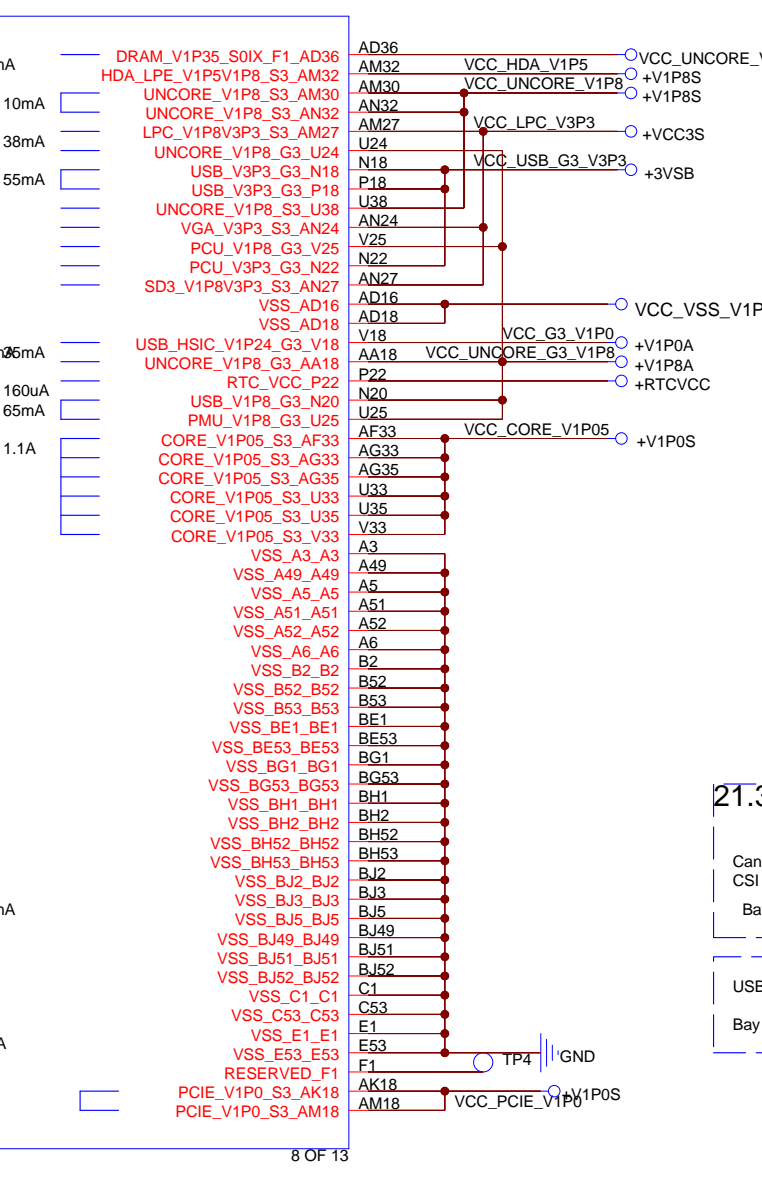 DRAM_V1P35_S0IX_F1_AD36 AD36 VCC_UNCORE_V
mA HDA_LPE_V1P5V1P8_S3_AM32 AM32 VCC_HDA_V1P5 +V1P8S
10mA UNCORE_V1P8_S3_AM30 AM30 VCC_UNCORE_V1P8 +V1P8S
UNCORE_V1P8_S3_AN32 AN32
38mA LPC_V1P8V3P3_S3_AM27 AM27 VCC_LPC_V3P3 +VCC3S
UNCORE_V1P8_G3_U24 U24
55mA USB_V3P3_G3_N18 N18 VCC_USB_G3_V3P3 +3VSB
USB_V3P3_G3_P18 P18
UNCORE_V1P8_S3_U38 U38
VGA_V3P3_S3_AN24 AN24
PCU_V1P8_G3_V25 V25
PCU_V3P3_G3_N22 N22
SD3_V1P8V3P3_S3_AN27 AN27
VSS_AD16 AD16 VCC_VSS_V1P
VSS_AD18 AD18
35mA USB_HSIC_V1P24_G3_V18 V18 VCC_G3_V1P0 +V1P0A
UNCORE_V1P8_G3_AA18 AA18 VCC_UNCORE_G3_V1P8 +V1P8A
160uA RTC_VCC_P22 P22 +RTCVCC
65mA USB_V1P8_G3_N20 N20
PMU_V1P8_G3_U25 U25
1.1A CORE_V1P05_S3_AF33 AF33 VCC_CORE_V1P05 +V1P0S
CORE_V1P05_S3_AG33 AG33
CORE_V1P05_S3_AG35 AG35
CORE_V1P05_S3_U33 U33
CORE_V1P05_S3_U35 U35
CORE_V1P05_S3_V33 V33
VSS_A3_A3 A3
VSS_A49_A49 A49
VSS_A5_A5 A5
VSS_A51_A51 A51
VSS_A52_A52 A52
VSS_A6_A6 A6
VSS_B2_B2 B2
VSS_B52_B52 B52
VSS_B53_B53 B53
VSS_BE1_BE1 BE1
VSS_BE53_BE53 BE53
VSS_BG1_BG1 BG1
VSS_BG53_BG53 BG53
21.3
VSS_BH1_BH1 BH1
VSS_BH2_BH2 BH2
VSS_BH52_BH52 BH52
VSS_BH53_BH53 BH53 Can
VSS_BJ2_BJ2 BJ2 CSI
VSS_BJ3_BJ3 BJ3
mA VSS_BJ5_BJ5 BJ5 Ba
VSS_BJ49_BJ49 BJ49
VSS_BJ51_BJ51 BJ51
VSS_BJ52_BJ52 BJ52
VSS_C1_C1 C1 USB
VSS_C53_C53 C53
VSS_E1_E1 E1 Bay
A VSS_E53_E53 E53 TP4 GND
RESERVED_F1 F1
PCIE_V1P0_S3_AK18 AK18 VCC_PCIE_V1P0 +V1P0S
PCIE_V1P0_S3_AM18 AM18
8 OF 13